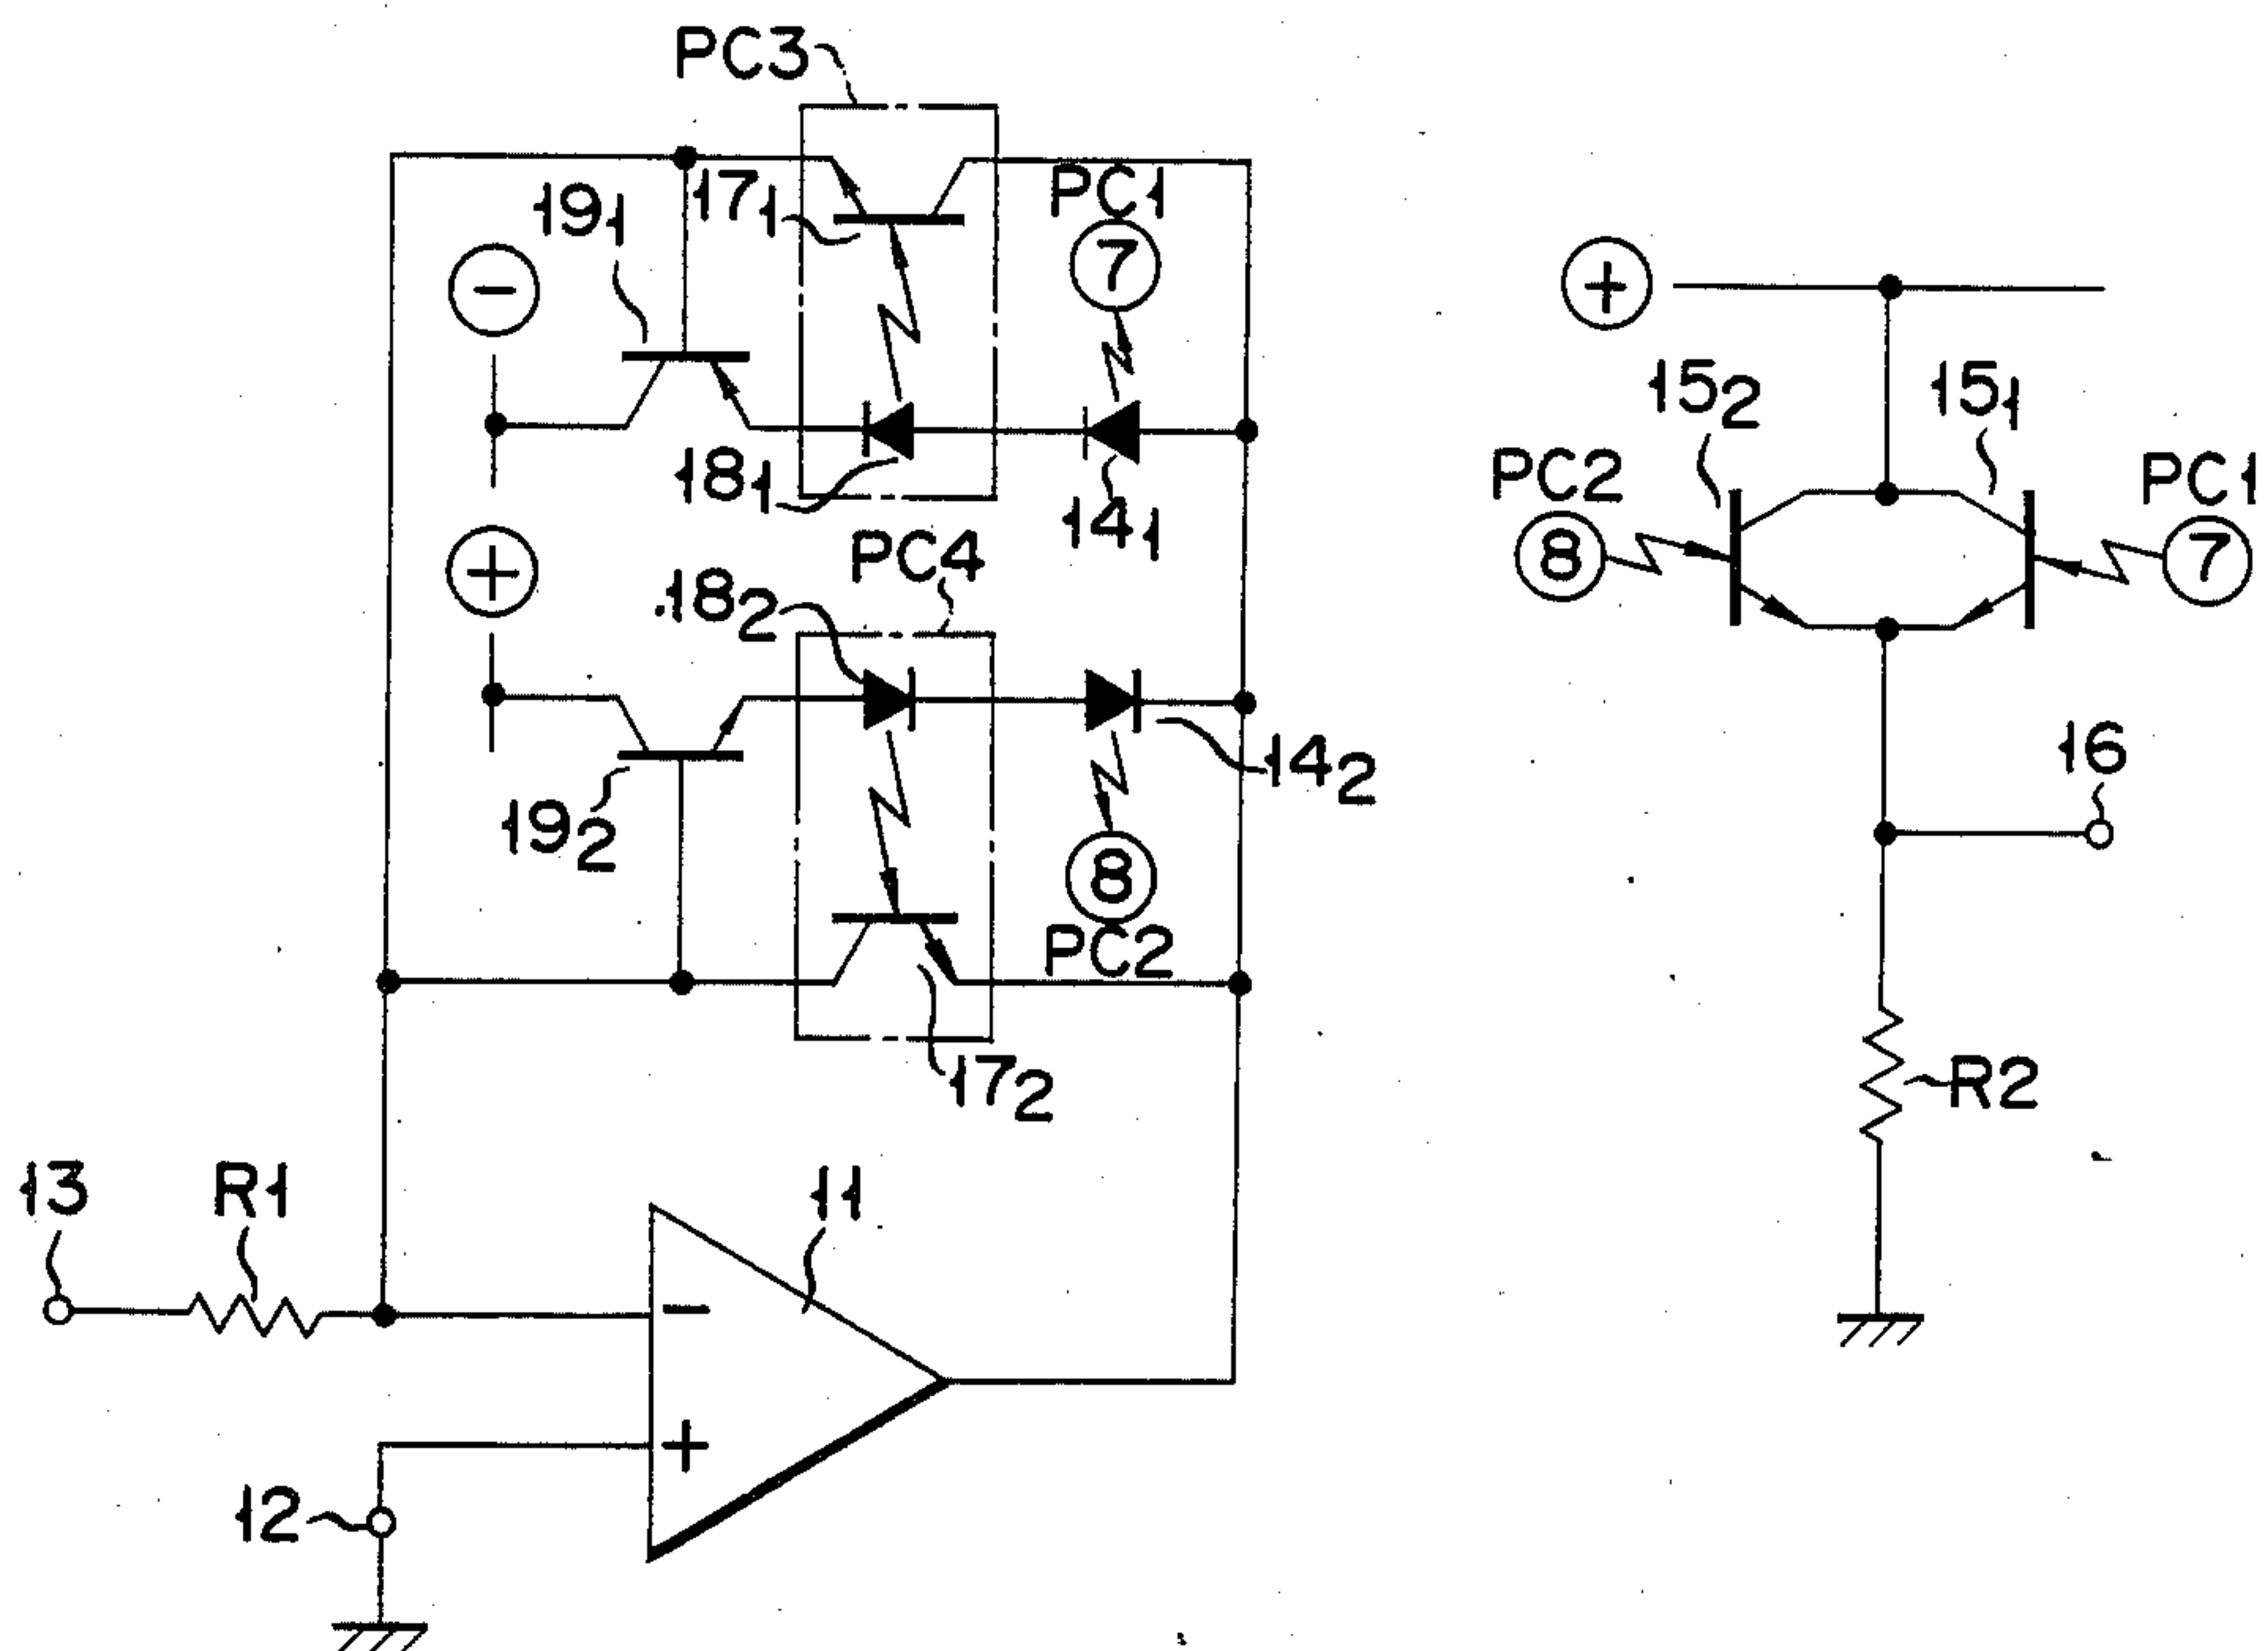 PC3
19₁
17₁
PC1
7
−
18₁
14₁
+
15₂
15₁
PC2
8
PC1
7
PC4
+
18₂
14₂
19₂
8
PC2
16
17₂
R2
13
R1
11
−
+
12